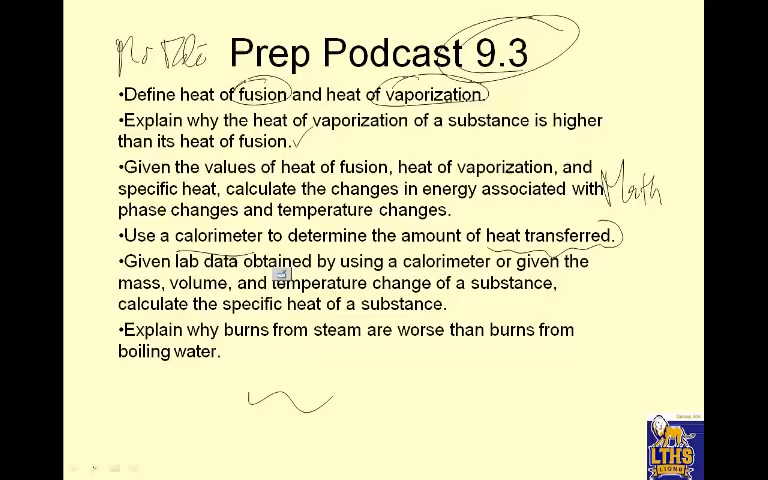 Prep Podcast 9.3
•Define heat of fusion and heat of vaporization.
•Explain why the heat of vaporization of a substance is higher
than its heat of fusion.
•Given the values of heat of fusion, heat of vaporization, and
specific heat, calculate the changes in energy associated with
phase changes and temperature changes.
Math
•Use a calorimeter to determine the amount of heat transferred.
•Given lab data obtained by using a calorimeter or given the
mass, volume, and temperature change of a substance,
calculate the specific heat of a substance.
•Explain why burns from steam are worse than burns from
boiling water.
LTHS
LIONS